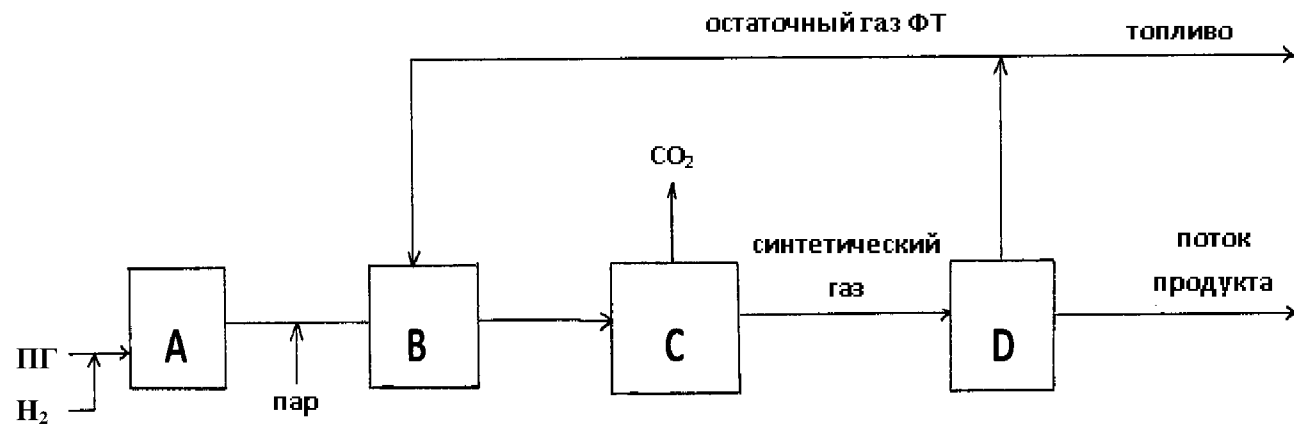 остаточный газ ФТ
топливо
CO₂
синтетический
газ
поток
продукта
A
B
C
D
ПГ
H₂
пар